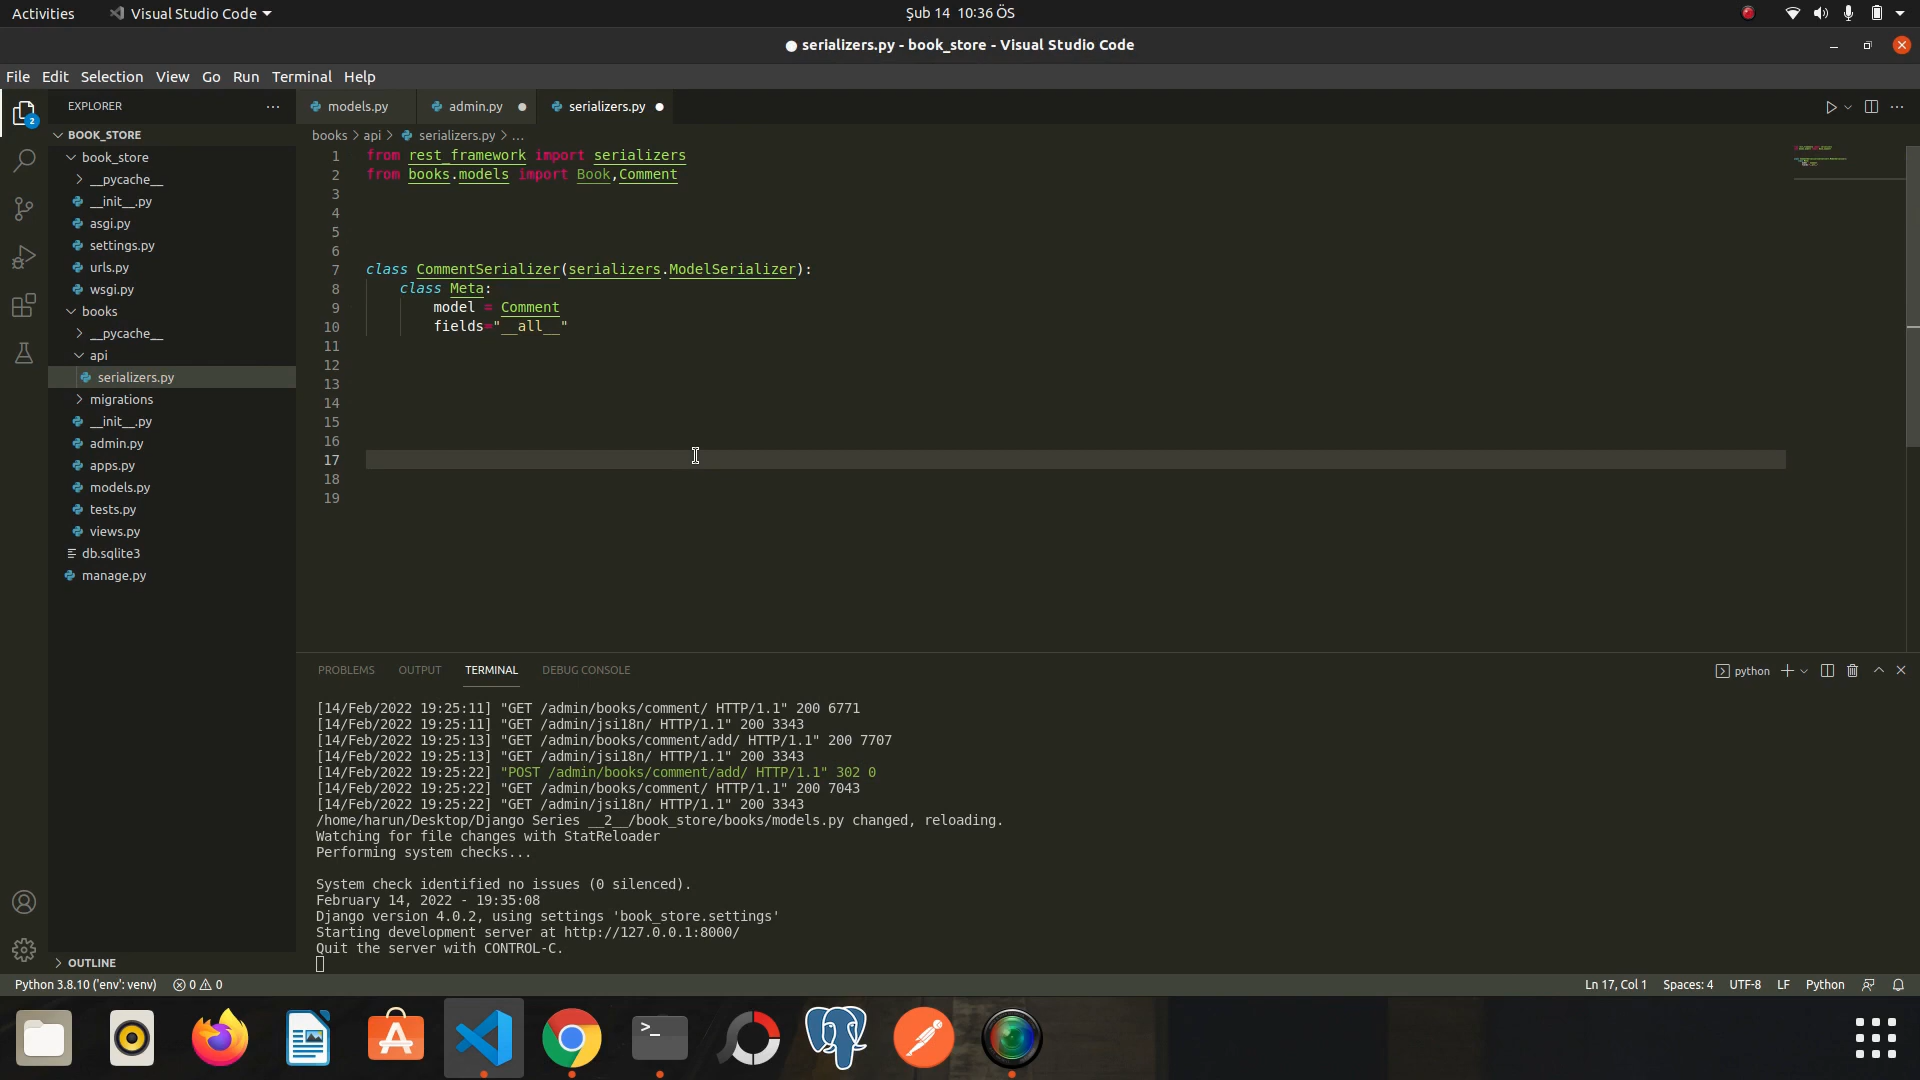 Activities
Visual Studio Code
Şub 14 10:36 ÖS
● serializers.py - book_store - Visual Studio Code
File Edit Selection View Go Run Terminal Help
EXPLORER
models.py
admin.py
serializers.py
2
BOOK_STORE
books > api > serializers.py > ...
book_store
__pycache__
__init__.py
asgi.py
settings.py
urls.py
wsgi.py
books
__pycache__
api
serializers.py
migrations
__init__.py
admin.py
apps.py
models.py
tests.py
views.py
db.sqlite3
manage.py
OUTLINE
1 from rest_framework import serializers
2 from books.models import Book,Comment
3
4
5
6
7 class CommentSerializer(serializers.ModelSerializer):
8 class Meta:
9 model = Comment
10 fields="__all__"
11
12
13
14
15
16
17
18
19
PROBLEMS OUTPUT TERMINAL DEBUG CONSOLE
python
[14/Feb/2022 19:25:11] "GET /admin/books/comment/ HTTP/1.1" 200 6771
[14/Feb/2022 19:25:11] "GET /admin/jsi18n/ HTTP/1.1" 200 3343
[14/Feb/2022 19:25:13] "GET /admin/books/comment/add/ HTTP/1.1" 200 7707
[14/Feb/2022 19:25:13] "GET /admin/jsi18n/ HTTP/1.1" 200 3343
[14/Feb/2022 19:25:22] "POST /admin/books/comment/add/ HTTP/1.1" 302 0
[14/Feb/2022 19:25:22] "GET /admin/books/comment/ HTTP/1.1" 200 7043
[14/Feb/2022 19:25:22] "GET /admin/jsi18n/ HTTP/1.1" 200 3343
/home/harun/Desktop/Django Series __2__/book_store/books/models.py changed, reloading.
Watching for file changes with StatReloader
Performing system checks...
System check identified no issues (0 silenced).
February 14, 2022 - 19:35:08
Django version 4.0.2, using settings 'book_store.settings'
Starting development server at http://127.0.0.1:8000/
Quit the server with CONTROL-C.
Python 3.8.10 ('env': venv)
0 0
Ln 17, Col 1 Spaces: 4 UTF-8 LF Python